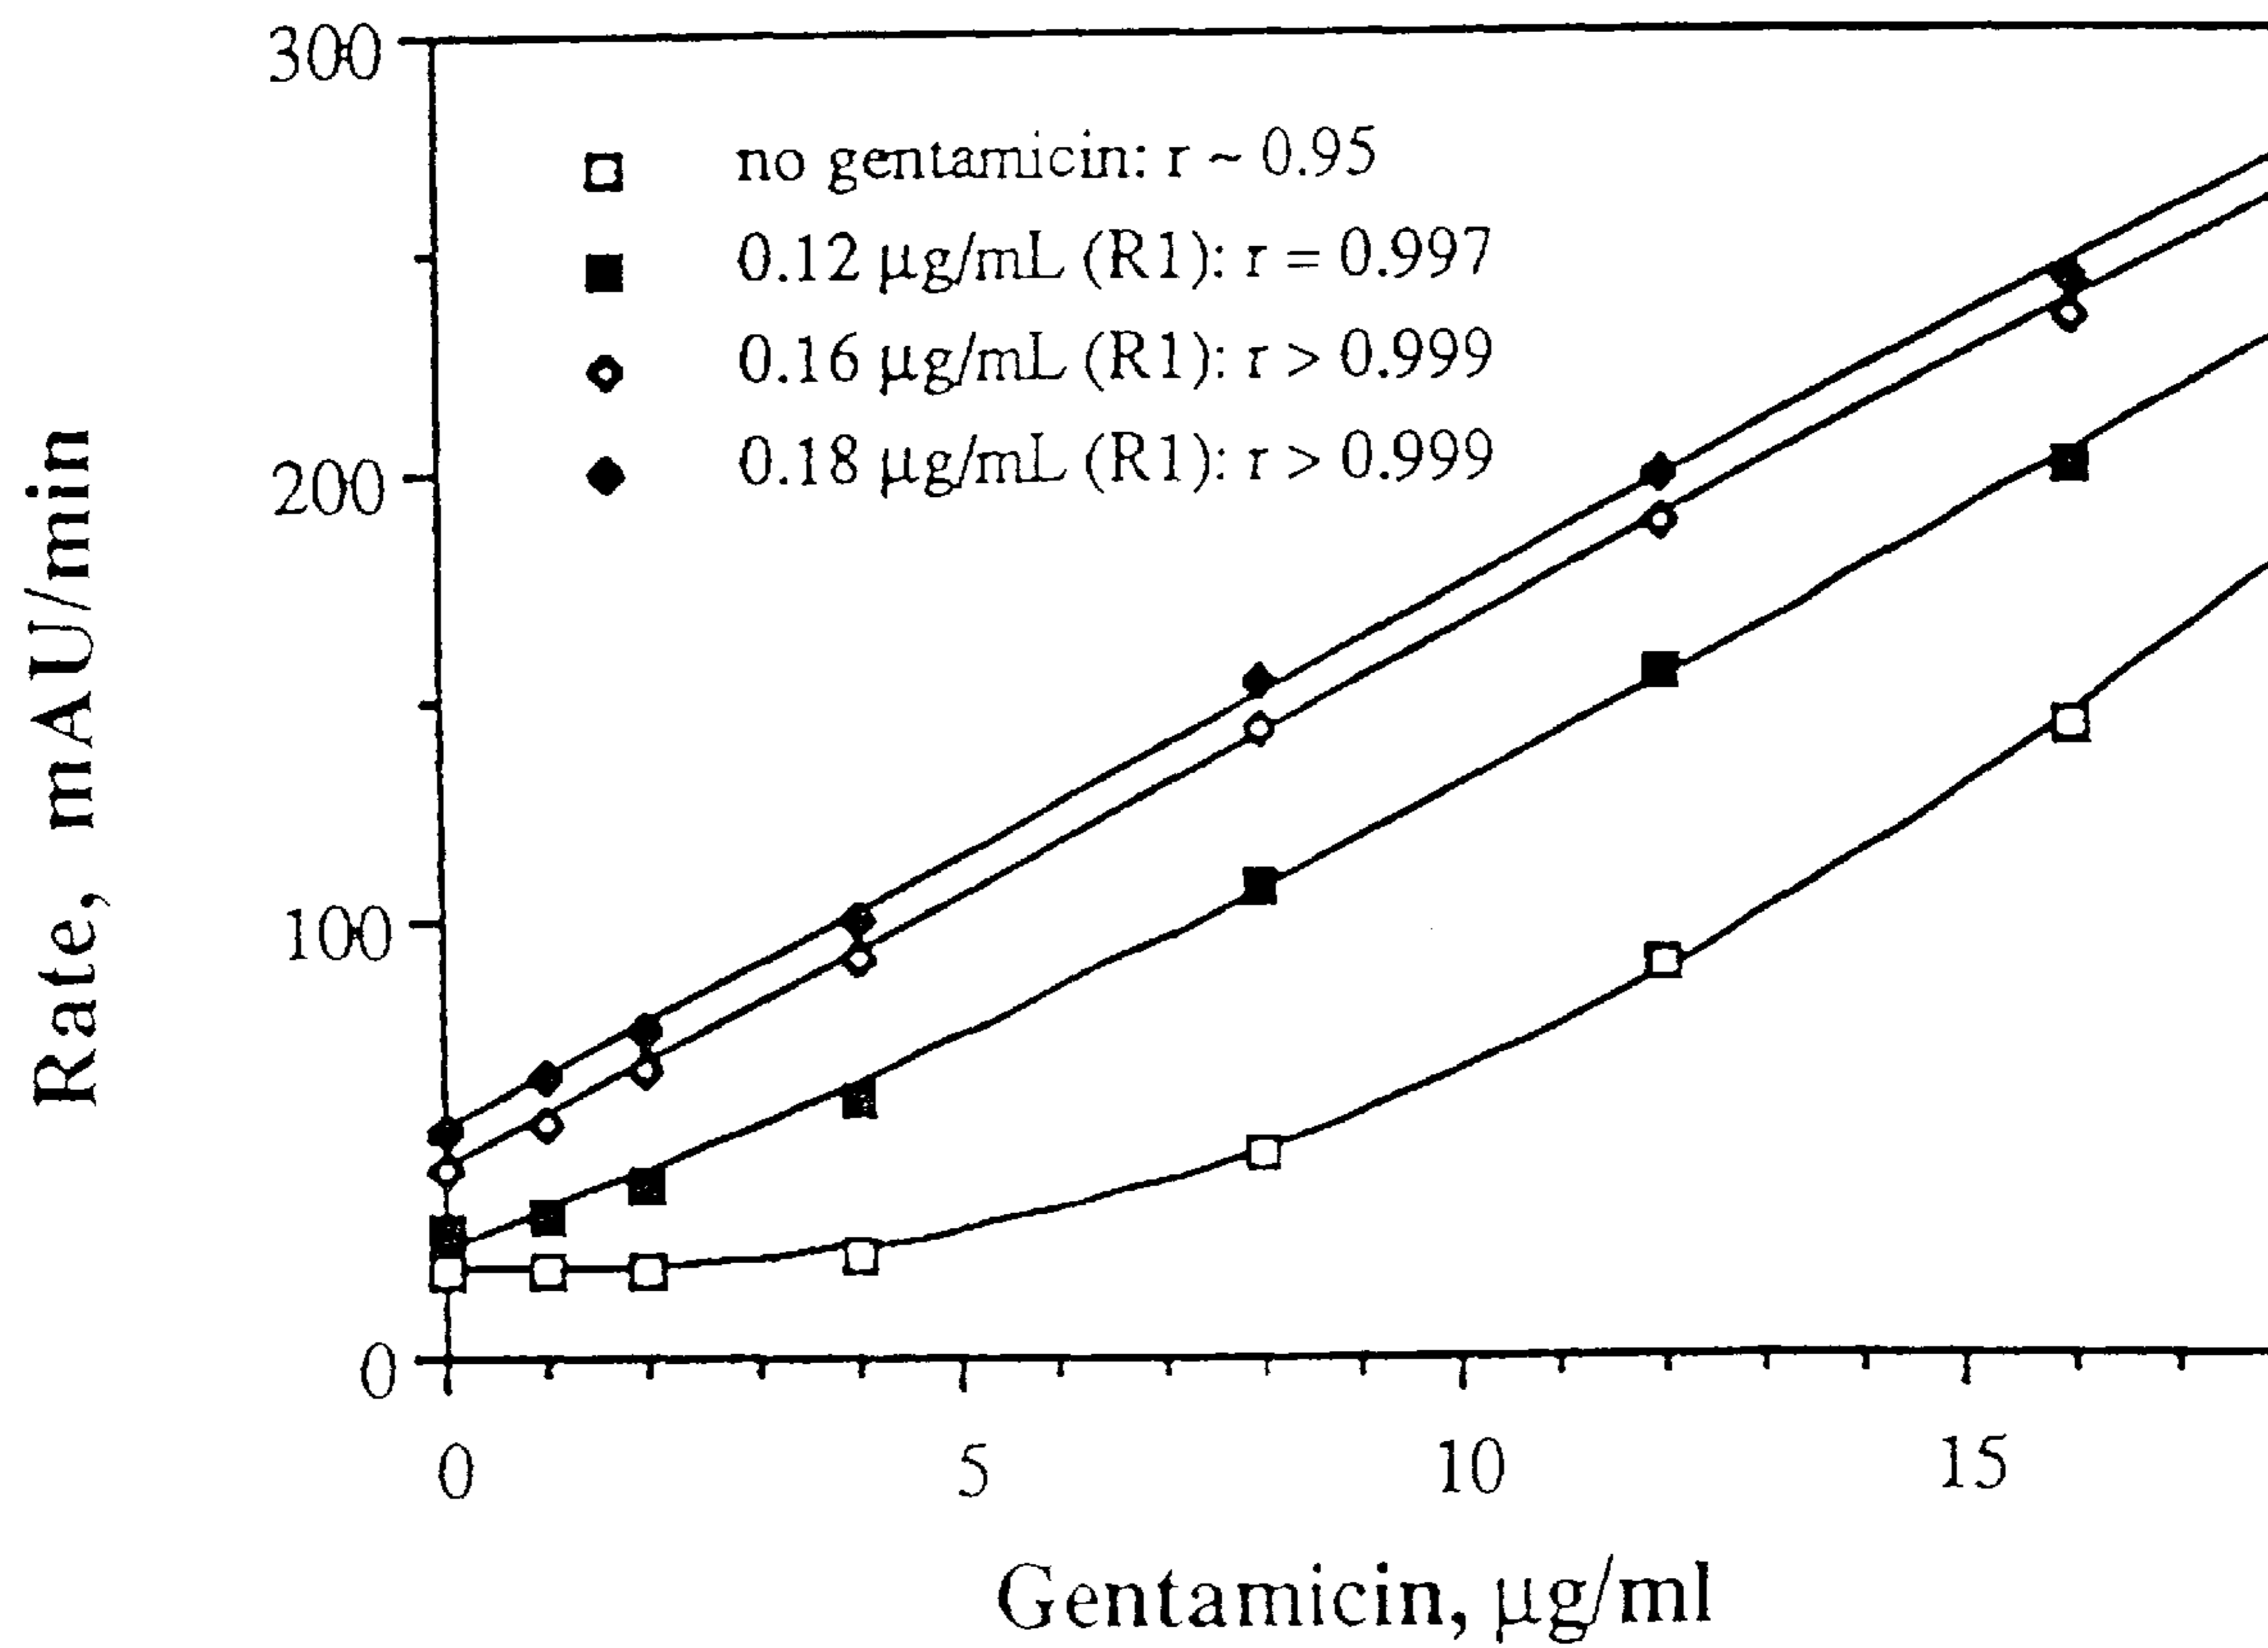 300
no gentamicin: r ~ 0.95
0.12 µg/mL (R1): r = 0.997
0.16 µg/mL (R1): r > 0.999
0.18 µg/mL (R1): r > 0.999
200
100
0
Rate, mAU/min
0 5 10 15
Gentamicin, µg/ml